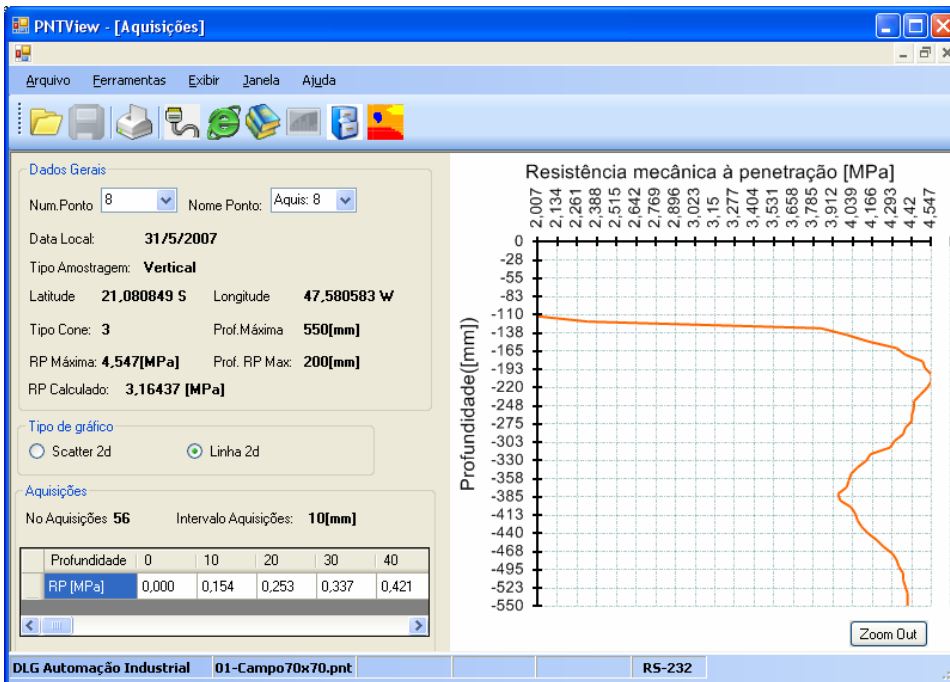 PNTView - [Aquisições]
Arquivo Ferramentas Exibir Janela Ajuda
Dados Gerais
Num.Ponto 8 Nome Ponto: Aquis: 8
Data Local: 31/5/2007
Tipo Amostragem: Vertical
Latitude 21,080849 S Longitude 47,580583 W
Tipo Cone: 3 Prof.Máxima 550[mm]
RP Máxima: 4,547[MPa] Prof. RP Max: 200[mm]
RP Calculado: 3,16437 [MPa]
Tipo de gráfico
Scatter 2d Linha 2d
Aquisições
No Aquisições 56 Intervalo Aquisições: 10[mm]
Profundidade 0 10 20 30 40
RP [MPa] 0,000 0,154 0,253 0,337 0,421
Resistência mecânica à penetração [MPa]
2,007 2,134 2,261 2,388 2,515 2,642 2,769 2,896 3,023 3,15 3,277 3,404 3,531 3,658 3,785 3,912 4,039 4,166 4,293 4,42 4,547
Profundidade([mm])
0
-28
-55
-83
-110
-138
-165
-193
-220
-248
-275
-303
-330
-358
-385
-413
-440
-468
-495
-523
-550
Zoom Out
DLG Automação Industrial 01-Campo70x70.pnt RS-232